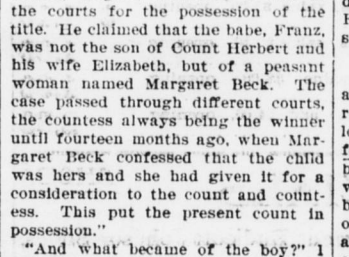 the courts for the possession of the
title. He claimed that the babe, Franz,
was not the son of Count Herbert and
his wife Elizabeth, but of a peasant
woman named Margaret Beck. The
case passed through different courts,
the countess always being the winner
until fourteen months ago, when Mar-
garet Beck confessed that the child
was hers and she had given it for a
consideration to the count and count-
ess. This put the present count in
possession."
"And what became of the boy?" I